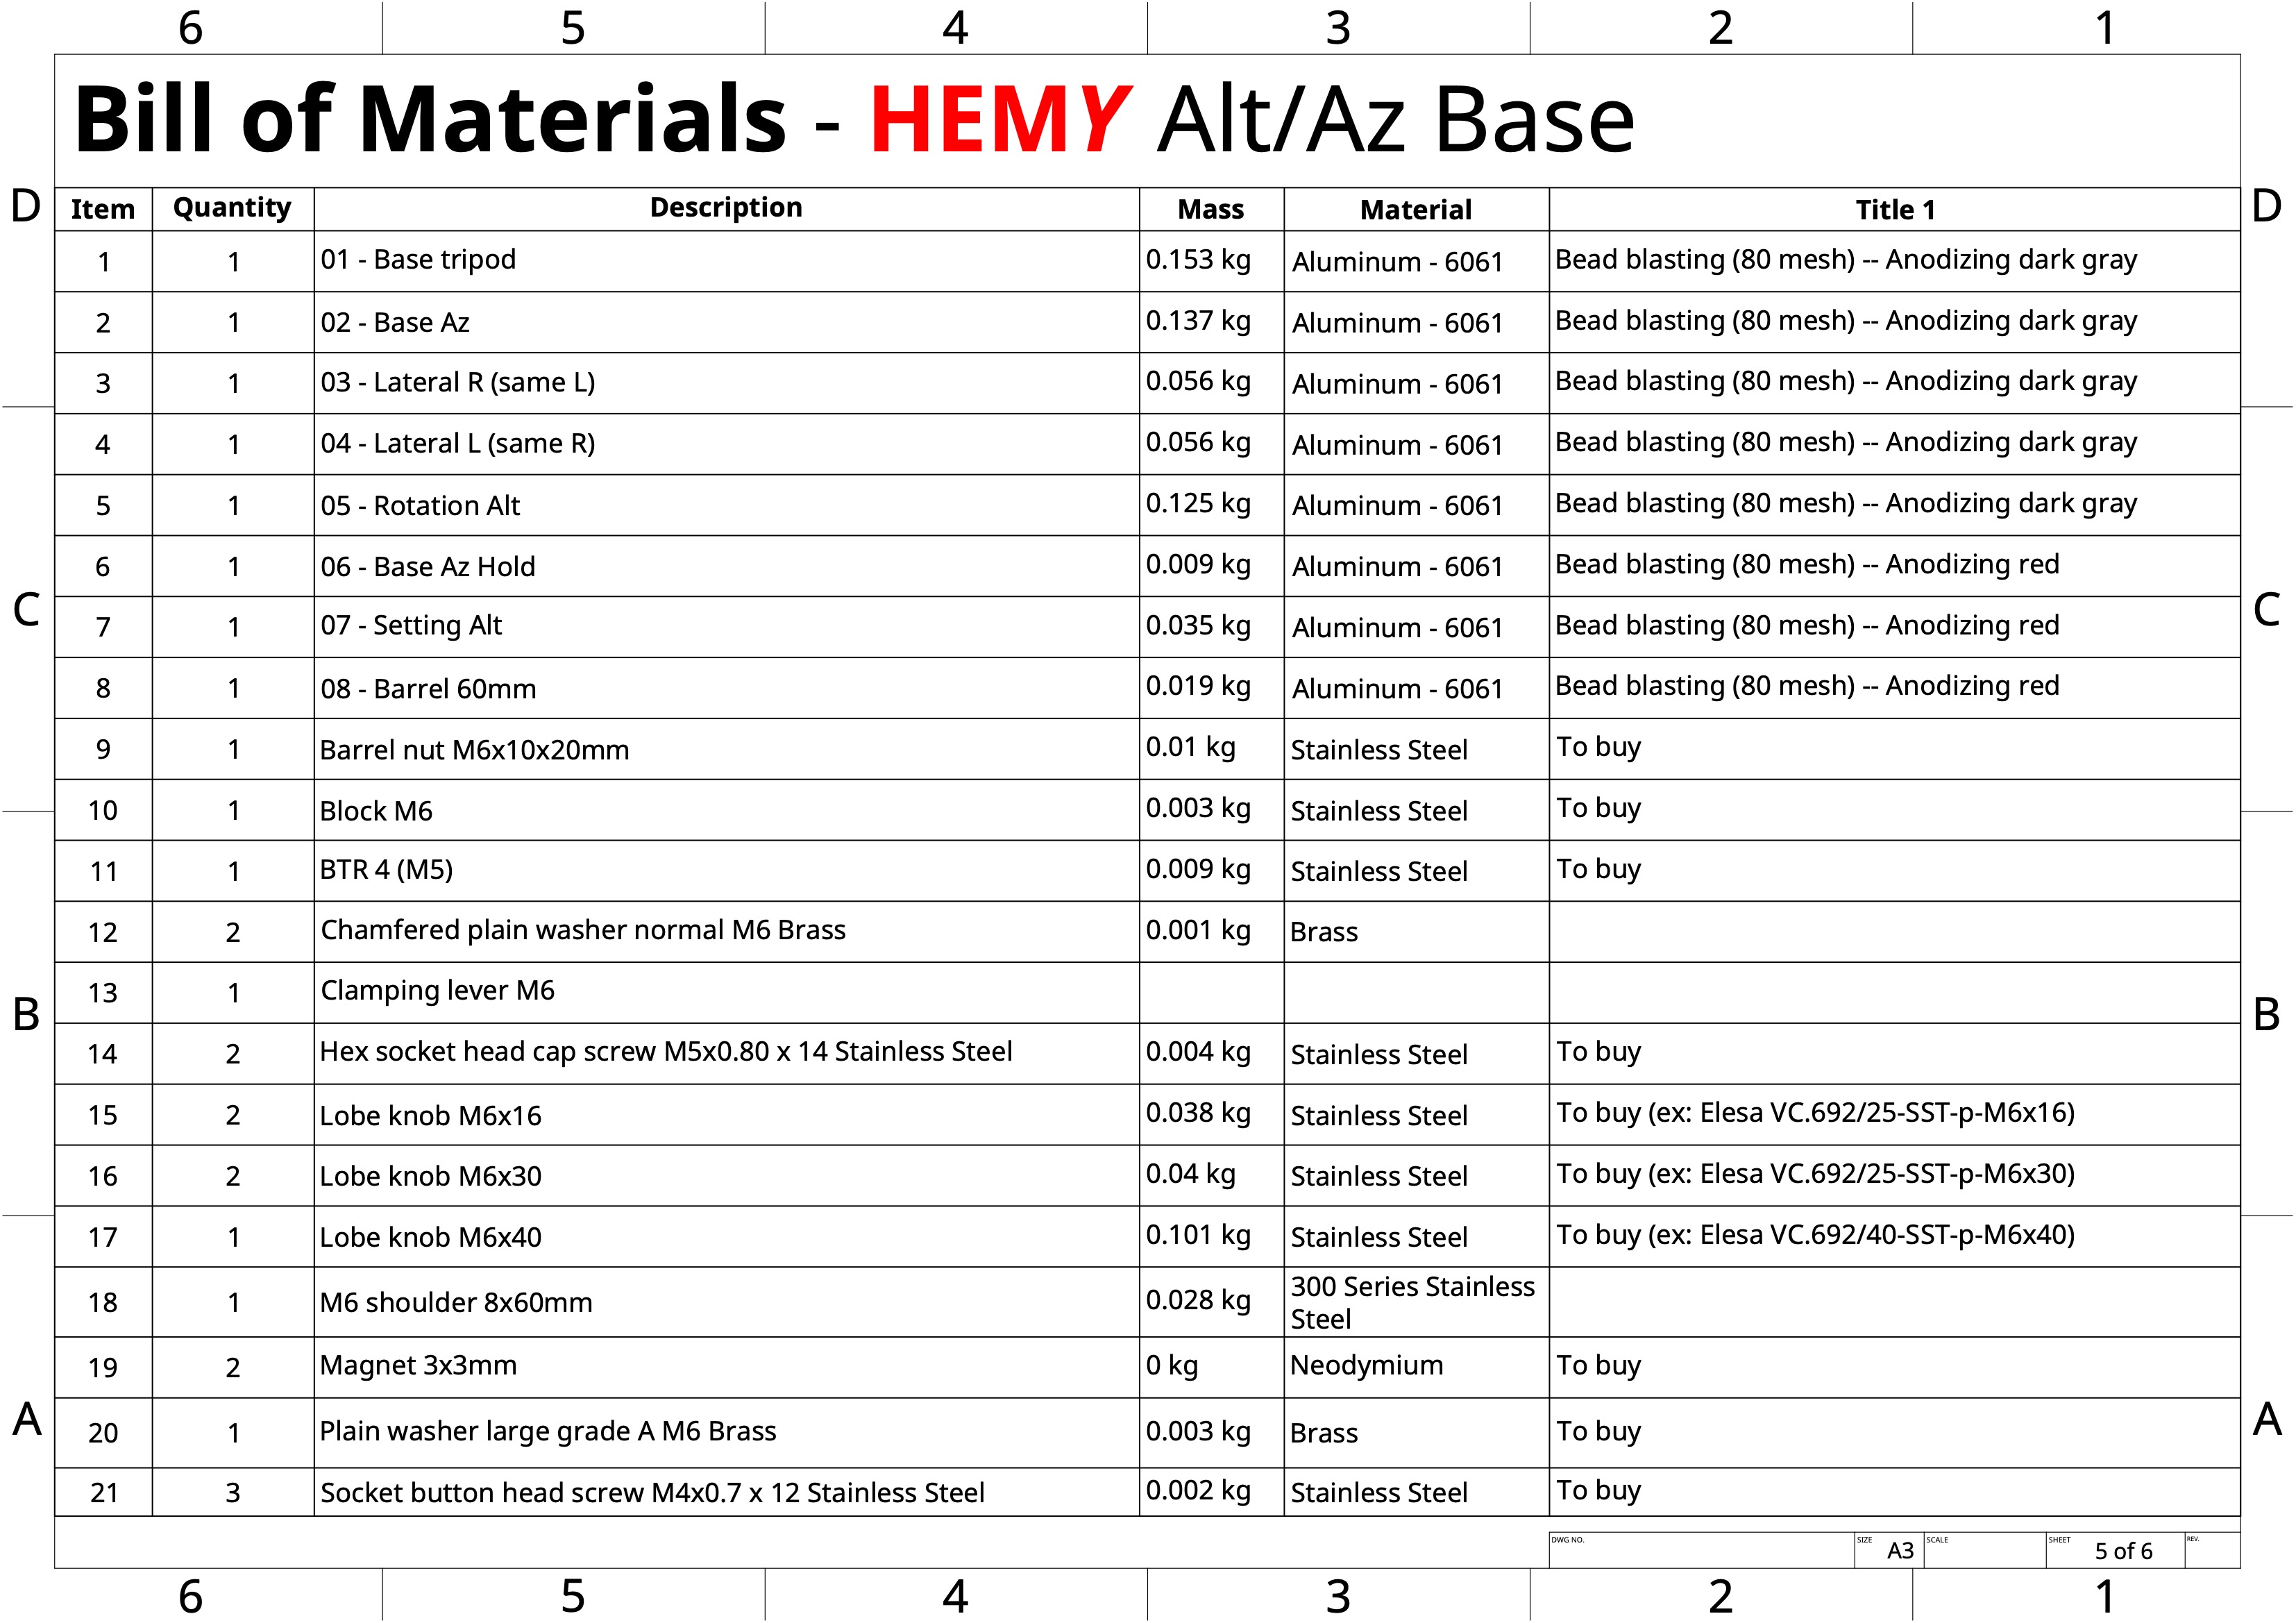 6 5 4 3 2 1
Bill of Materials - HEMY Alt/Az Base
D D
Item Quantity Description Mass Material Title 1
1 1 01 - Base tripod 0.153 kg Aluminum - 6061 Bead blasting (80 mesh) -- Anodizing dark gray
2 1 02 - Base Az 0.137 kg Aluminum - 6061 Bead blasting (80 mesh) -- Anodizing dark gray
3 1 03 - Lateral R (same L) 0.056 kg Aluminum - 6061 Bead blasting (80 mesh) -- Anodizing dark gray
4 1 04 - Lateral L (same R) 0.056 kg Aluminum - 6061 Bead blasting (80 mesh) -- Anodizing dark gray
5 1 05 - Rotation Alt 0.125 kg Aluminum - 6061 Bead blasting (80 mesh) -- Anodizing dark gray
6 1 06 - Base Az Hold 0.009 kg Aluminum - 6061 Bead blasting (80 mesh) -- Anodizing red
C C
7 1 07 - Setting Alt 0.035 kg Aluminum - 6061 Bead blasting (80 mesh) -- Anodizing red
8 1 08 - Barrel 60mm 0.019 kg Aluminum - 6061 Bead blasting (80 mesh) -- Anodizing red
9 1 Barrel nut M6x10x20mm 0.01 kg Stainless Steel To buy
10 1 Block M6 0.003 kg Stainless Steel To buy
11 1 BTR 4 (M5) 0.009 kg Stainless Steel To buy
12 2 Chamfered plain washer normal M6 Brass 0.001 kg Brass
13 1 Clamping lever M6
B B
14 2 Hex socket head cap screw M5x0.80 x 14 Stainless Steel 0.004 kg Stainless Steel To buy
15 2 Lobe knob M6x16 0.038 kg Stainless Steel To buy (ex: Elesa VC.692/25-SST-p-M6x16)
16 2 Lobe knob M6x30 0.04 kg Stainless Steel To buy (ex: Elesa VC.692/25-SST-p-M6x30)
17 1 Lobe knob M6x40 0.101 kg Stainless Steel To buy (ex: Elesa VC.692/40-SST-p-M6x40)
18 1 M6 shoulder 8x60mm 0.028 kg 300 Series Stainless
Steel
19 2 Magnet 3x3mm 0 kg Neodymium To buy
A A
20 1 Plain washer large grade A M6 Brass 0.003 kg Brass To buy
21 3 Socket button head screw M4x0.7 x 12 Stainless Steel 0.002 kg Stainless Steel To buy
DWG NO. SIZE A3 SCALE SHEET 5 of 6 REV.
6 5 4 3 2 1